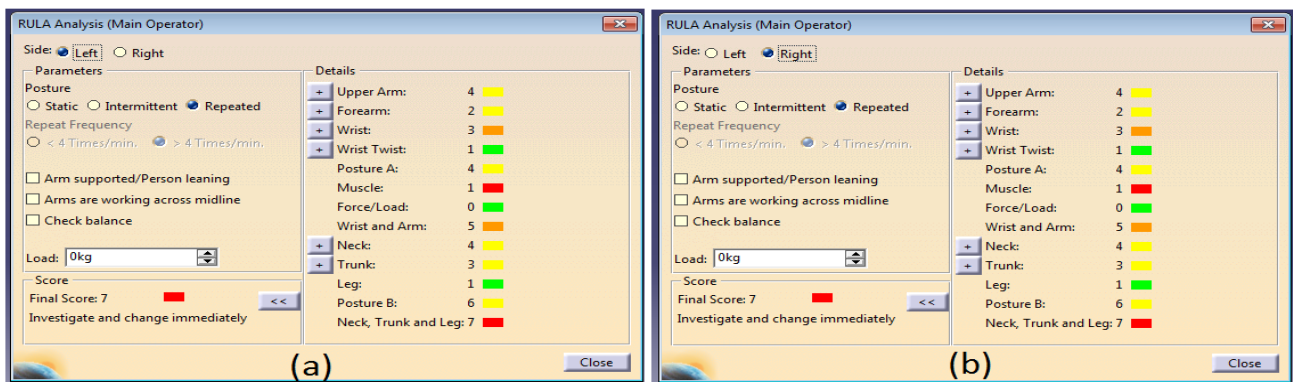 RULA Analysis (Main Operator)
Side: Left Right
Parameters
Posture
Static Intermittent Repeated
Repeat Frequency
< 4 Times/min. > 4 Times/min.
Arm supported/Person leaning
Arms are working across midline
Check balance
Load: 0kg
Score
Final Score: 7
<<
Investigate and change immediately
Details
+ Upper Arm: 4
+ Forearm: 2
+ Wrist: 3
+ Wrist Twist: 1
Posture A: 4
Muscle: 1
Force/Load: 0
Wrist and Arm: 5
+ Neck: 4
+ Trunk: 3
Leg: 1
Posture B: 6
Neck, Trunk and Leg: 7
Close
(a)
RULA Analysis (Main Operator)
Side: Left Right
Parameters
Posture
Static Intermittent Repeated
Repeat Frequency
< 4 Times/min. > 4 Times/min.
Arm supported/Person leaning
Arms are working across midline
Check balance
Load: 0kg
Score
Final Score: 7
<<
Investigate and change immediately
Details
+ Upper Arm: 4
+ Forearm: 2
+ Wrist: 3
+ Wrist Twist: 1
Posture A: 4
Muscle: 1
Force/Load: 0
Wrist and Arm: 5
+ Neck: 4
+ Trunk: 3
Leg: 1
Posture B: 6
Neck, Trunk and Leg: 7
Close
(b)